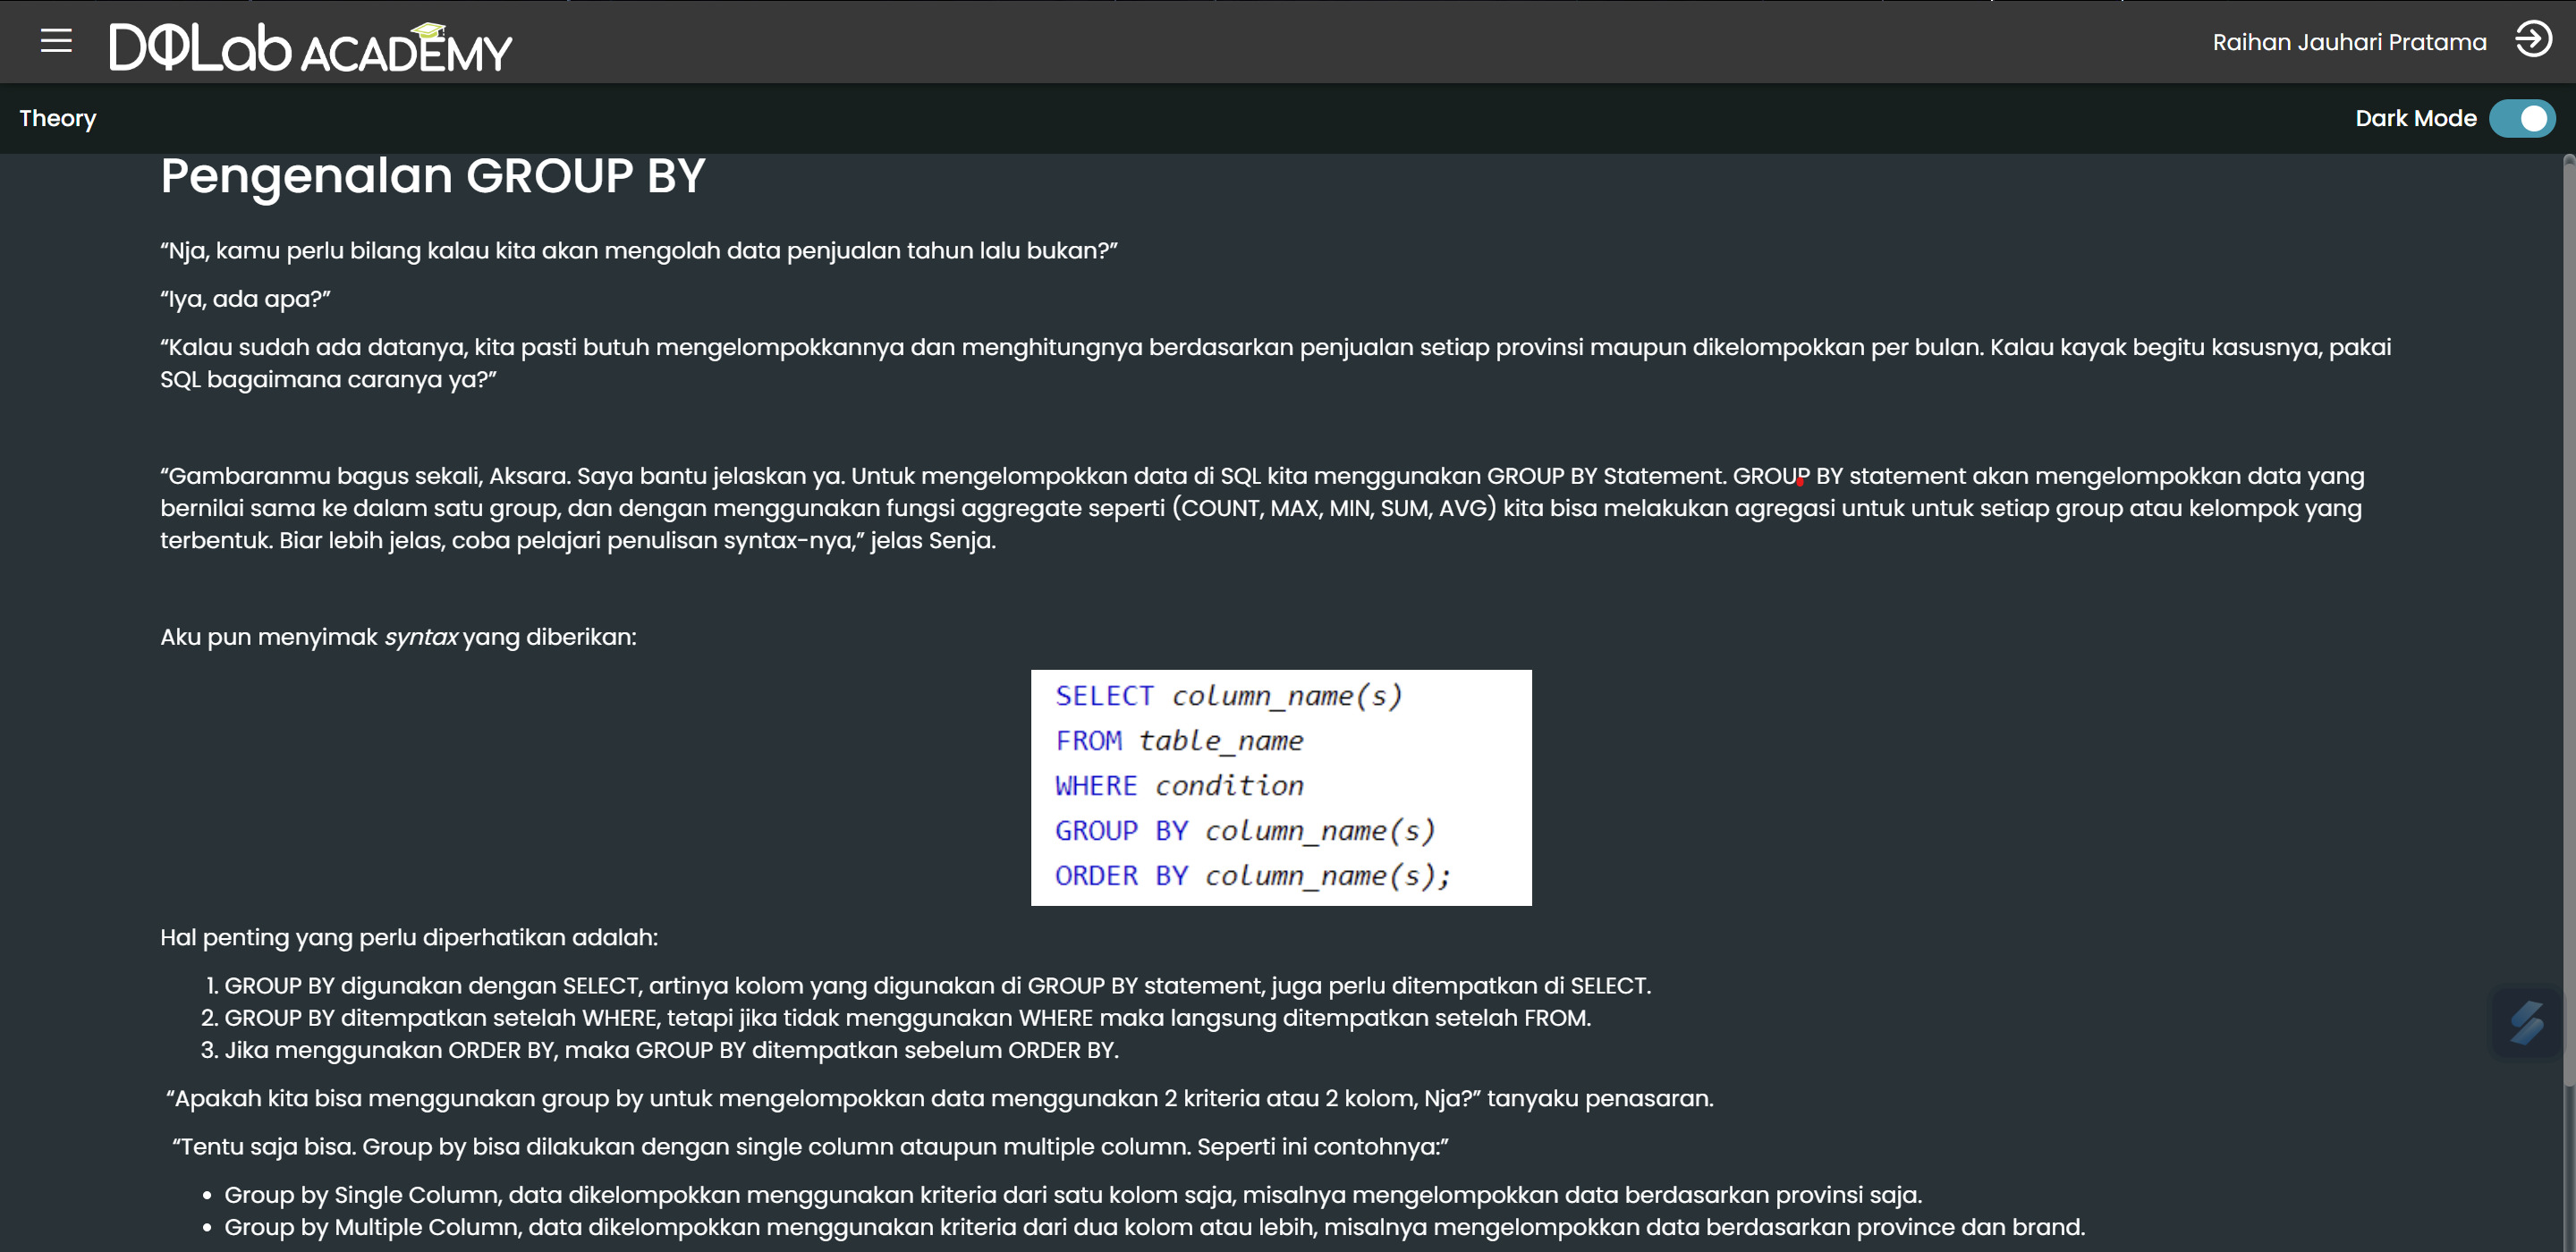 DQLab ACADEMY
Raihan Jauhari Pratama
Theory
Dark Mode
Pengenalan GROUP BY
“Nja, kamu perlu bilang kalau kita akan mengolah data penjualan tahun lalu bukan?”
“Iya, ada apa?”
“Kalau sudah ada datanya, kita pasti butuh mengelompokkannya dan menghitungnya berdasarkan penjualan setiap provinsi maupun dikelompokkan per bulan. Kalau kayak begitu kasusnya, pakai
SQL bagaimana caranya ya?”
“Gambaranmu bagus sekali, Aksara. Saya bantu jelaskan ya. Untuk mengelompokkan data di SQL kita menggunakan GROUP BY Statement. GROUP BY statement akan mengelompokkan data yang
bernilai sama ke dalam satu group, dan dengan menggunakan fungsi aggregate seperti (COUNT, MAX, MIN, SUM, AVG) kita bisa melakukan agregasi untuk untuk setiap group atau kelompok yang
terbentuk. Biar lebih jelas, coba pelajari penulisan syntax-nya,” jelas Senja.
Aku pun menyimak syntax yang diberikan:
SELECT column_name(s)
FROM table_name
WHERE condition
GROUP BY column_name(s)
ORDER BY column_name(s);
Hal penting yang perlu diperhatikan adalah:
1. GROUP BY digunakan dengan SELECT, artinya kolom yang digunakan di GROUP BY statement, juga perlu ditempatkan di SELECT.
2. GROUP BY ditempatkan setelah WHERE, tetapi jika tidak menggunakan WHERE maka langsung ditempatkan setelah FROM.
3. Jika menggunakan ORDER BY, maka GROUP BY ditempatkan sebelum ORDER BY.
“Apakah kita bisa menggunakan group by untuk mengelompokkan data menggunakan 2 kriteria atau 2 kolom, Nja?” tanyaku penasaran.
“Tentu saja bisa. Group by bisa dilakukan dengan single column ataupun multiple column. Seperti ini contohnya:”
• Group by Single Column, data dikelompokkan menggunakan kriteria dari satu kolom saja, misalnya mengelompokkan data berdasarkan provinsi saja.
• Group by Multiple Column, data dikelompokkan menggunakan kriteria dari dua kolom atau lebih, misalnya mengelompokkan data berdasarkan province dan brand.